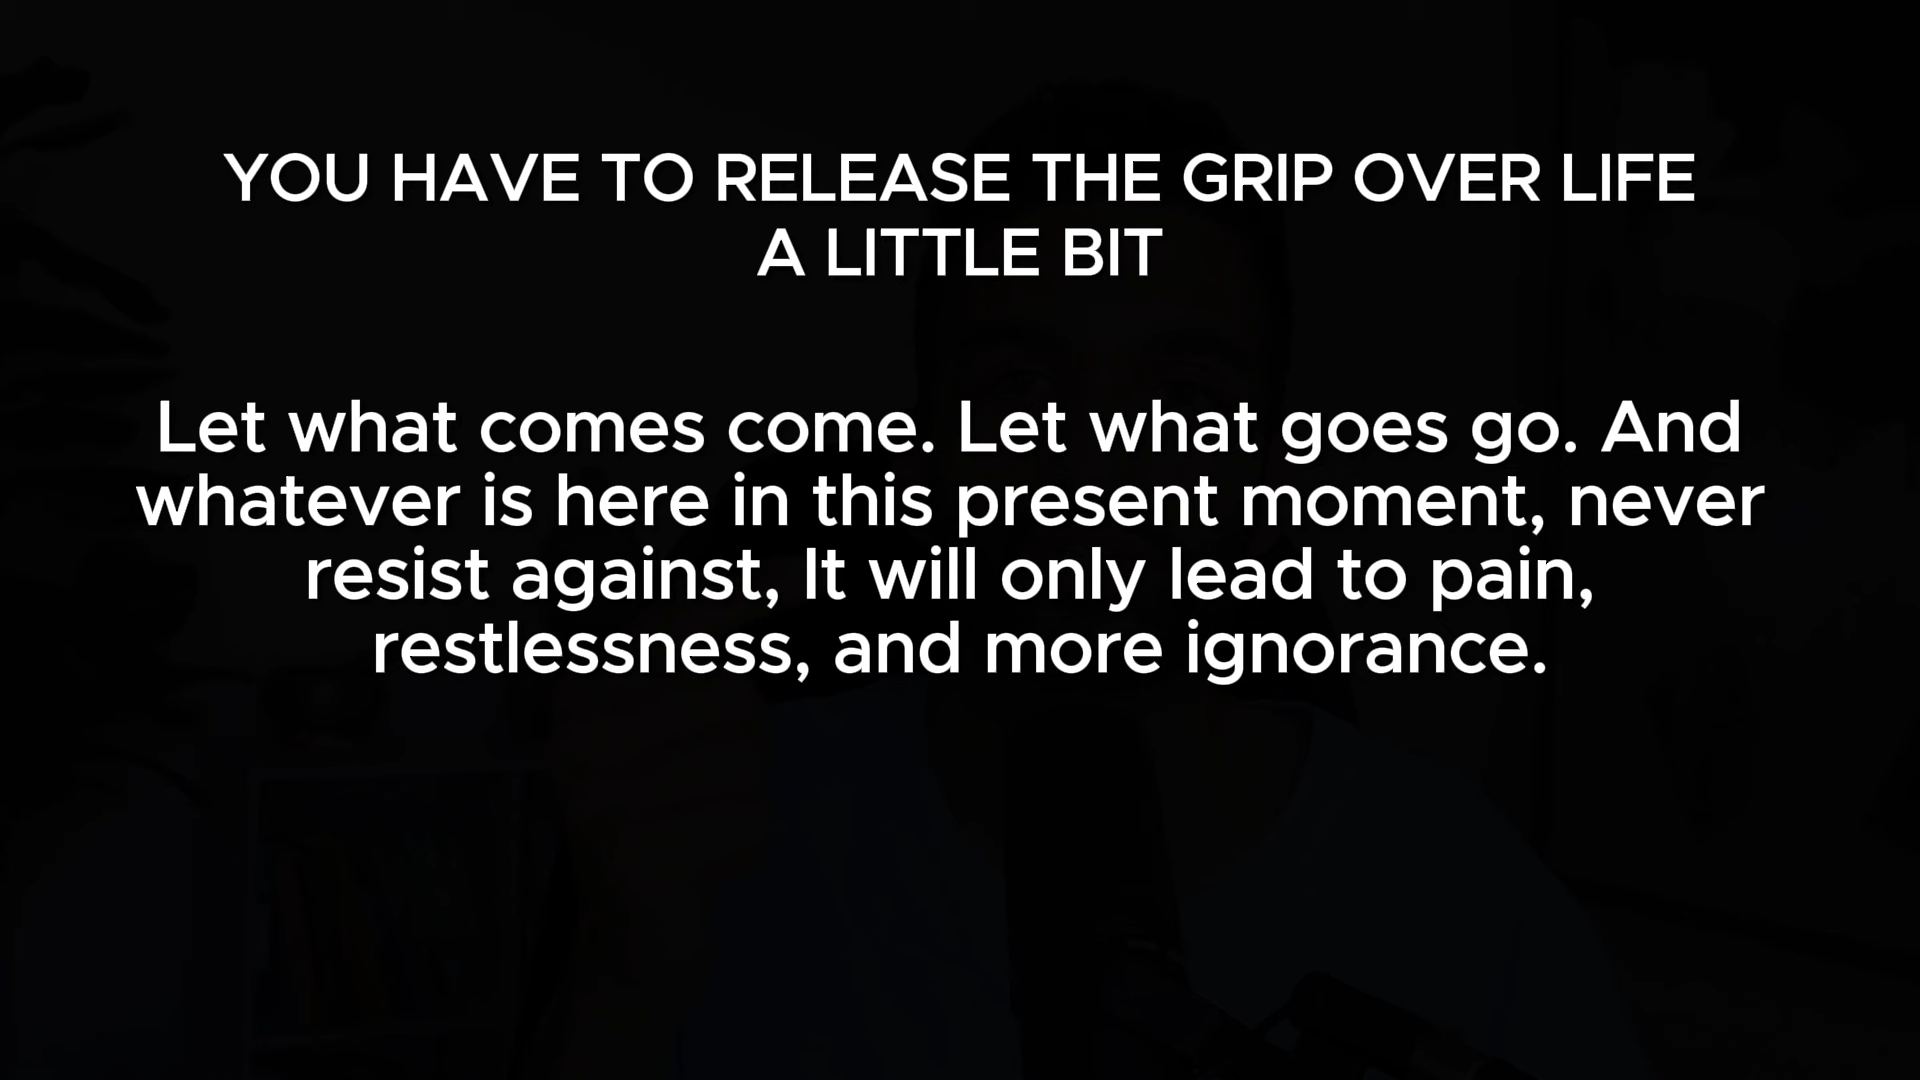 YOU HAVE TO RELEASE THE GRIP OVER LIFE
A LITTLE BIT
Let what comes come. Let what goes go. And
whatever is here in this present moment, never
resist against, It will only lead to pain,
restlessness, and more ignorance.